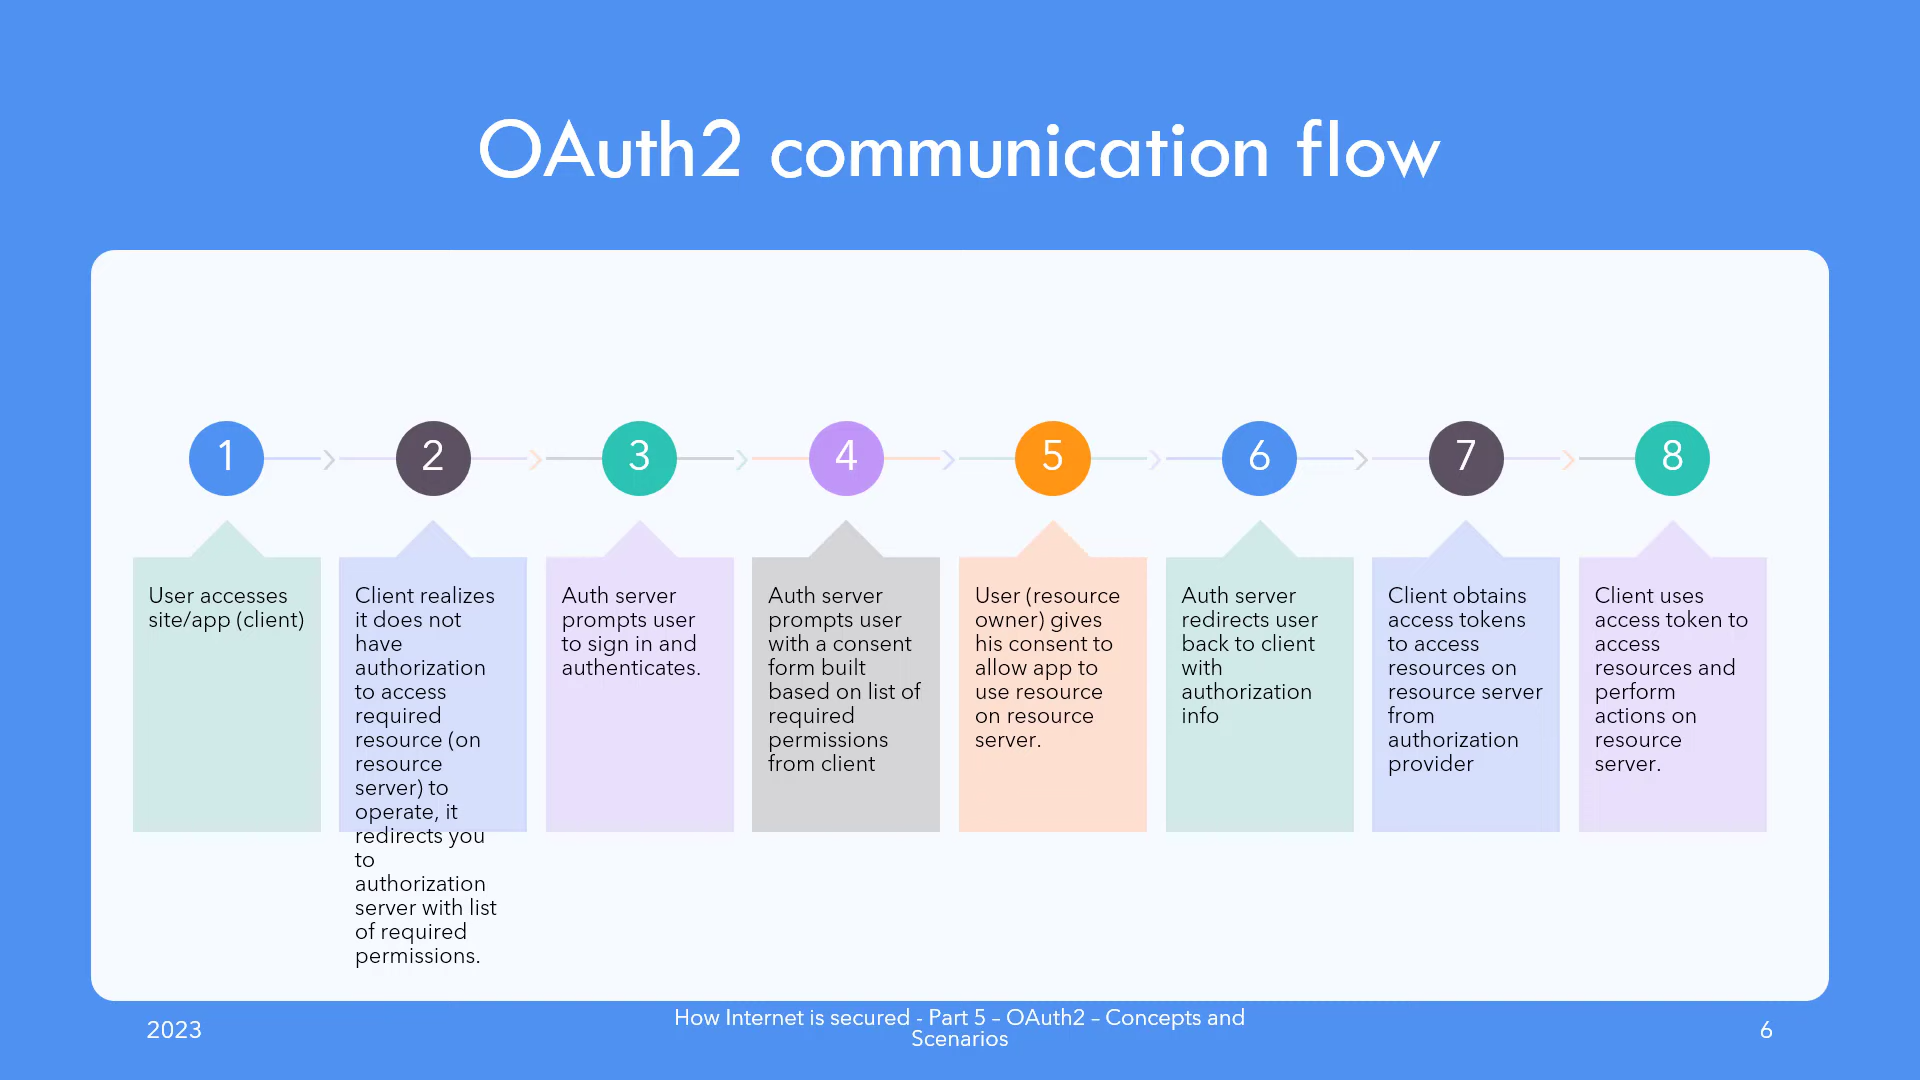 OAuth2 communication flow
1
2
3
4
5
6
7
8
User accesses
site/app (client)
Client realizes
it does not
have
authorization
to access
required
resource (on
resource
server) to
operate, it
redirects you
to
authorization
server with list
of required
permissions.
Auth server
prompts user
to sign in and
authenticates.
Auth server
prompts user
with a consent
form built
based on list of
required
permissions
from client
User (resource
owner) gives
his consent to
allow app to
use resource
on resource
server.
Auth server
redirects user
back to client
with
authorization
info
Client obtains
access tokens
to access
resources on
resource server
from
authorization
provider
Client uses
access token to
access
resources and
perform
actions on
resource
server.
2023
How Internet is secured - Part 5 – OAuth2 – Concepts and
Scenarios
6